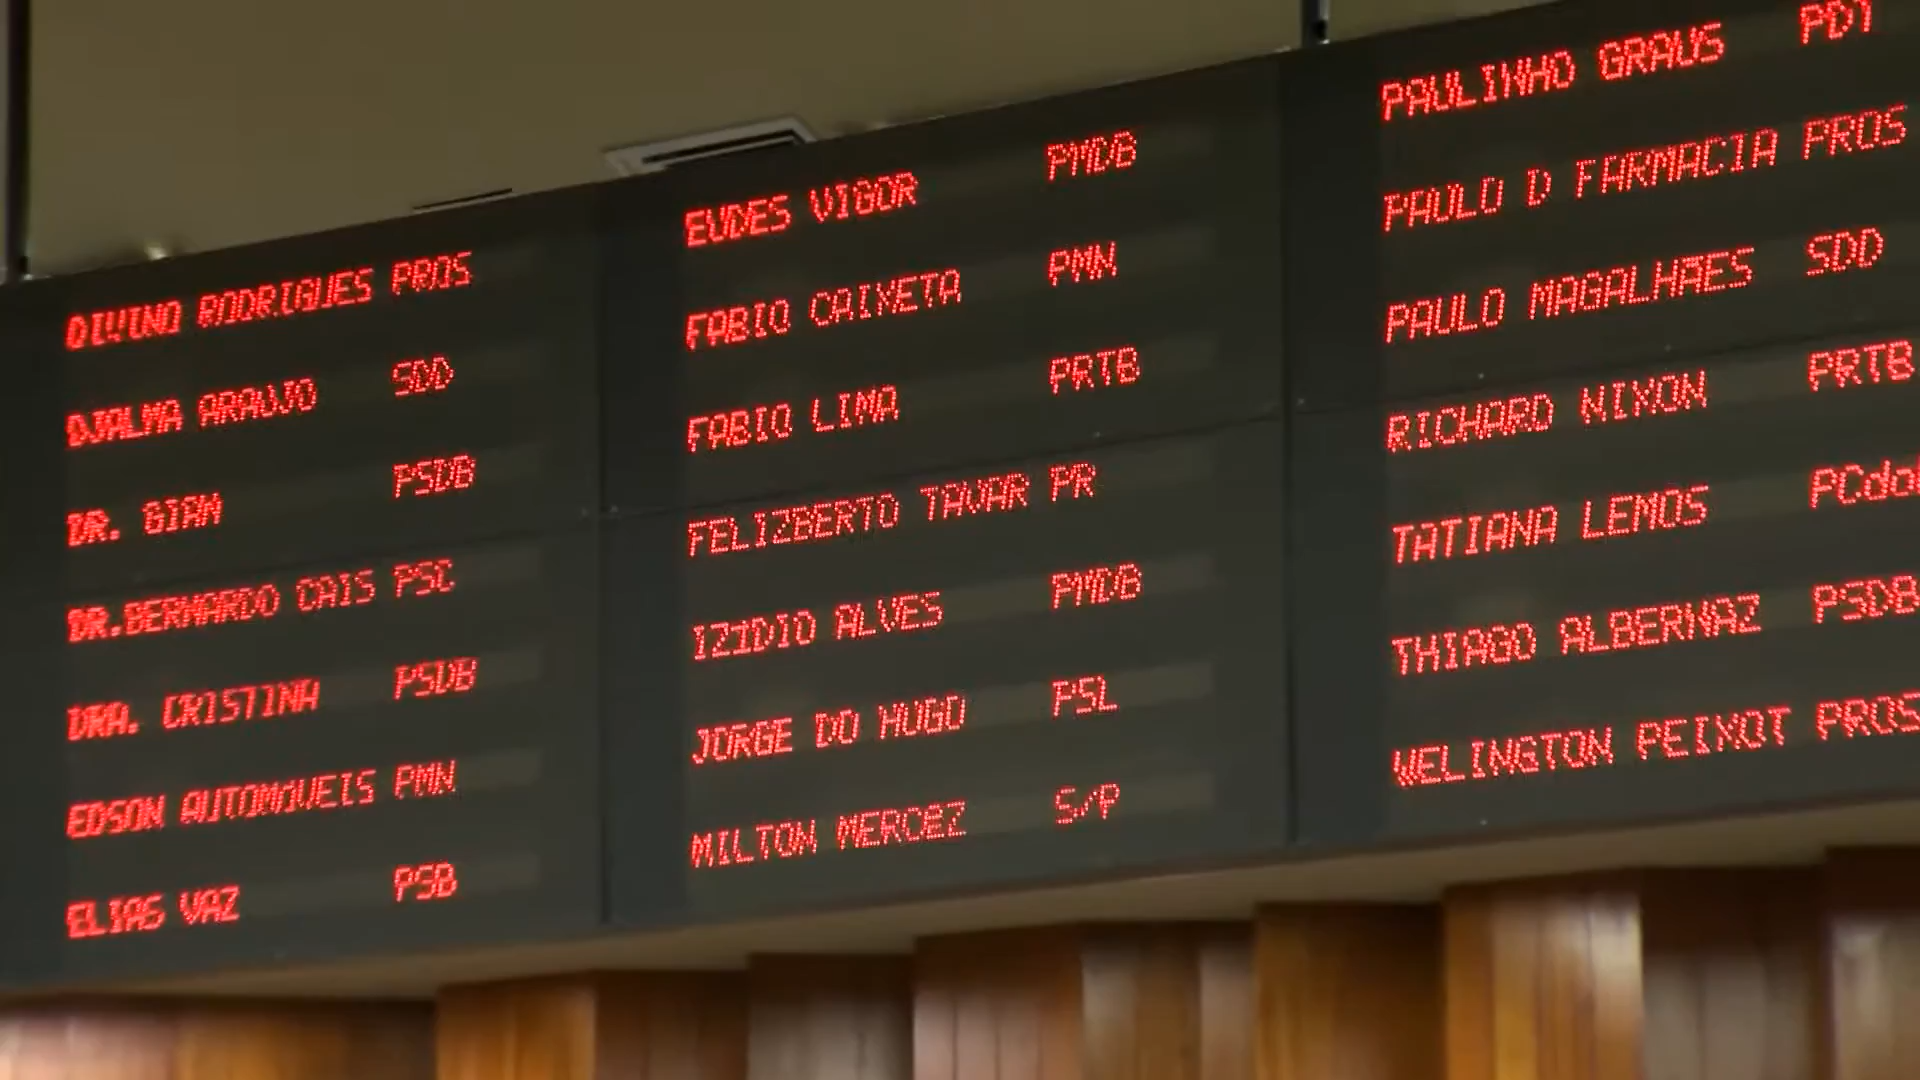 DIVINO RODRIGUES PROS
DJALMA ARAUJO SDD
DR. GIAN PSDB
DR.BERNARDO CAIS PSC
DRA. CRISTINA PSDB
EDSON AUTOMOVEIS PMN
ELIAS VAZ PSB
EUDES VIGOR PMDB
FABIO CAIXETA PMN
FABIO LIMA PRTB
FELIZBERTO TAVAR PR
IZIDIO ALVES PMDB
JORGE DO HUGO PSL
MILTON MERCEZ S/P
PAULINHO GRAUS PDT
PAULO D FARMACIA PROS
PAULO MAGALHAES SDD
RICHARD NIXON PRTB
TATIANA LEMOS PCdoB
THIAGO ALBERNAZ PSDB
WELINGTON PEIXOT PROS